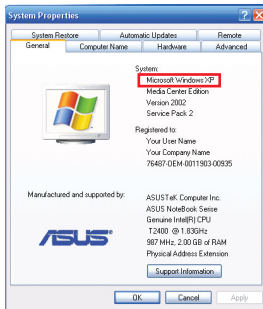 System Properties
System Restore
Automatic Updates
Remote
General
Computer Name
Hardware
Advanced
System:
Microsoft Windows XP
Media Center Edition
Version 2002
Service Pack 2
Registered to:
Your User Name
Your Company Name
76487-OEM-0011903-00935
Manufactured and supported by:
ASUSTeK Computer Inc.
ASUS NoteBook Serise
Genuine Intel(R) CPU
T2400 @ 1.83GHz
987 MHz, 2.00 GB of RAM
Physical Address Extension
ASUS
Support Information
OK
Cancel
Apply